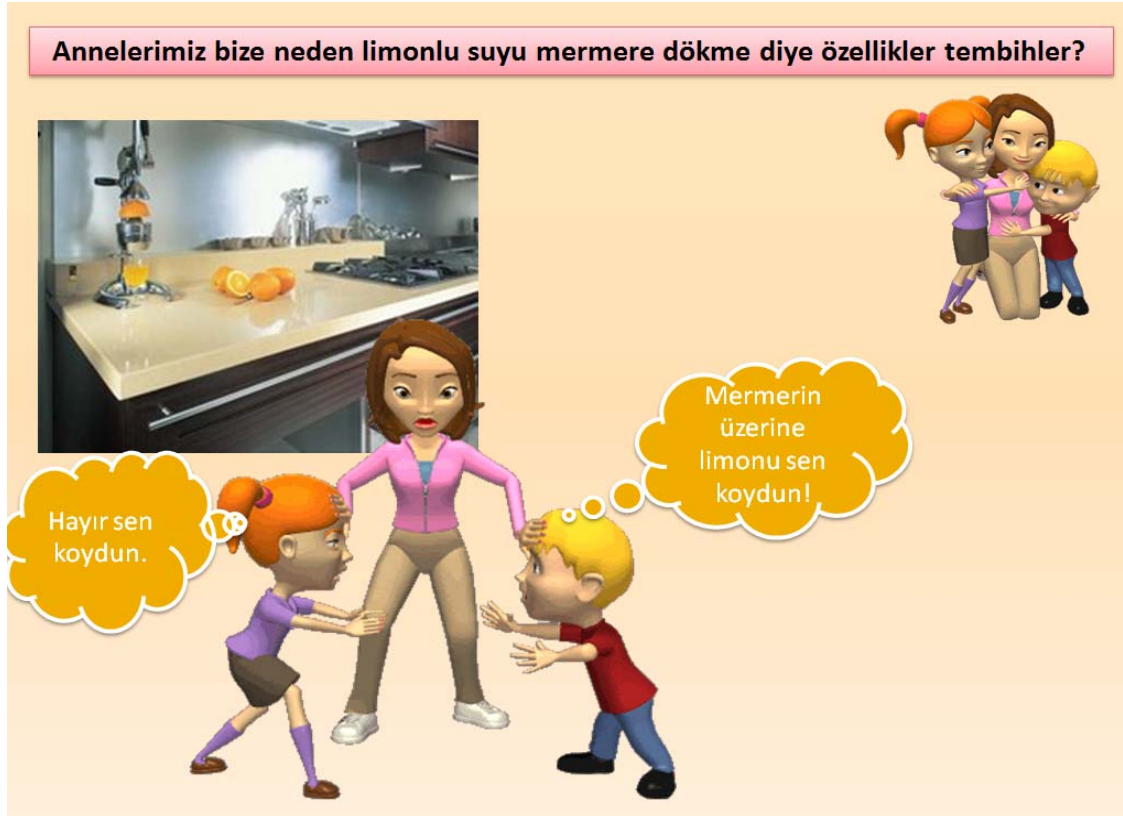 Annelerimiz bize neden limonlu suyu mermere dökme diye özellikler tembihler?
Mermerin
üzerine
limonu sen
koydun!
Hayır sen
koydun.